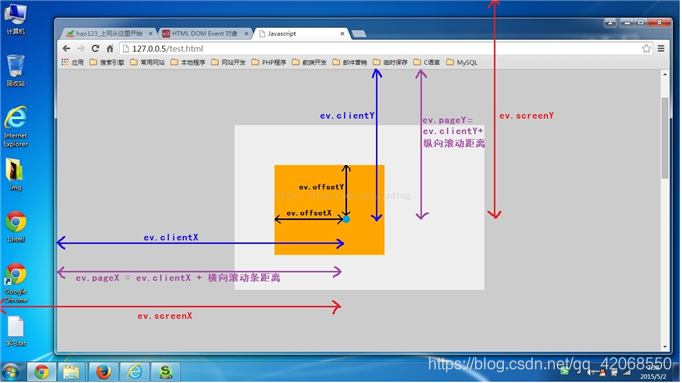 计算机
回收站
Internet Explorer
img
1.html
Google Chrome
学习.txt
hao123_上网从这里开始
HTML DOM Event 对象
Javascript
127.0.0.5/test.html
应用 搜索引擎 常用网站 本地程序 网站开发 PHP程序 前端开发 邮件营销 临时保存 C语言 MySQL
ev.clientY
ev.pageY=
ev.clientY+
纵向滚动距离
ev.screenY
ev.offsetY
ev.offsetX
ev.clientX
ev.pageX = ev.clientX + 横向滚动条距离
ev.screenX
https://blog.csdn.net/qq_42068550
2015/5/2